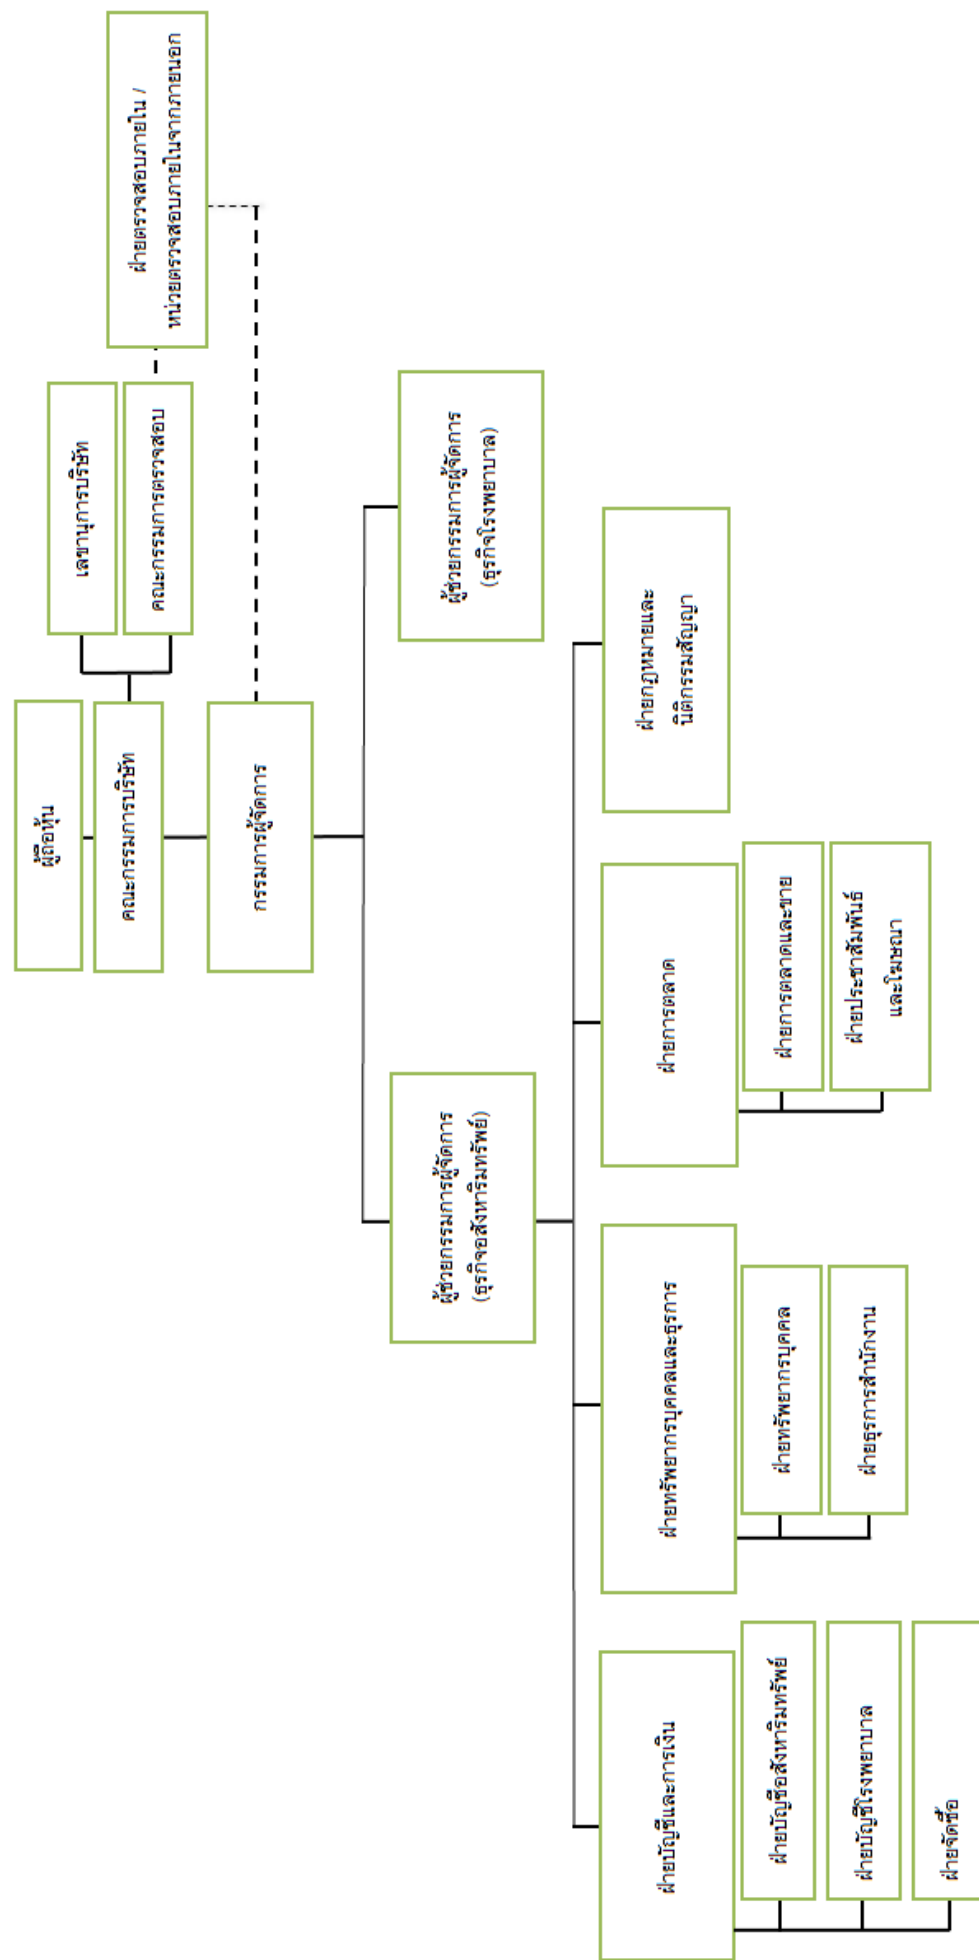 ผู้ถือหุ้น
คณะกรรมการบริษัท
เลขานุการบริษัท
คณะกรรมการตรวจสอบ
ฝ่ายตรวจสอบภายใน /
หน่วยตรวจสอบภายในจากภายนอก
กรรมการผู้จัดการ
ผู้ช่วยกรรมการผู้จัดการ
(ธุรกิจอสังหาริมทรัพย์)
ผู้ช่วยกรรมการผู้จัดการ
(ธุรกิจโรงพยาบาล)
ฝ่ายบัญชีและการเงิน
ฝ่ายบัญชีอสังหาริมทรัพย์
ฝ่ายบัญชีโรงพยาบาล
ฝ่ายจัดซื้อ
ฝ่ายทรัพยากรบุคคลและธุรการ
ฝ่ายทรัพยากรบุคคล
ฝ่ายธุรการสำนักงาน
ฝ่ายการตลาด
ฝ่ายการตลาดและขาย
ฝ่ายประชาสัมพันธ์
และโฆษณา
ฝ่ายกฎหมายและ
นิติกรรมสัญญา